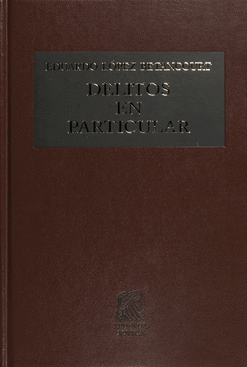 EDUARDO LÓPEZ BETANCOURT
DELITOS
EN
PARTICULAR